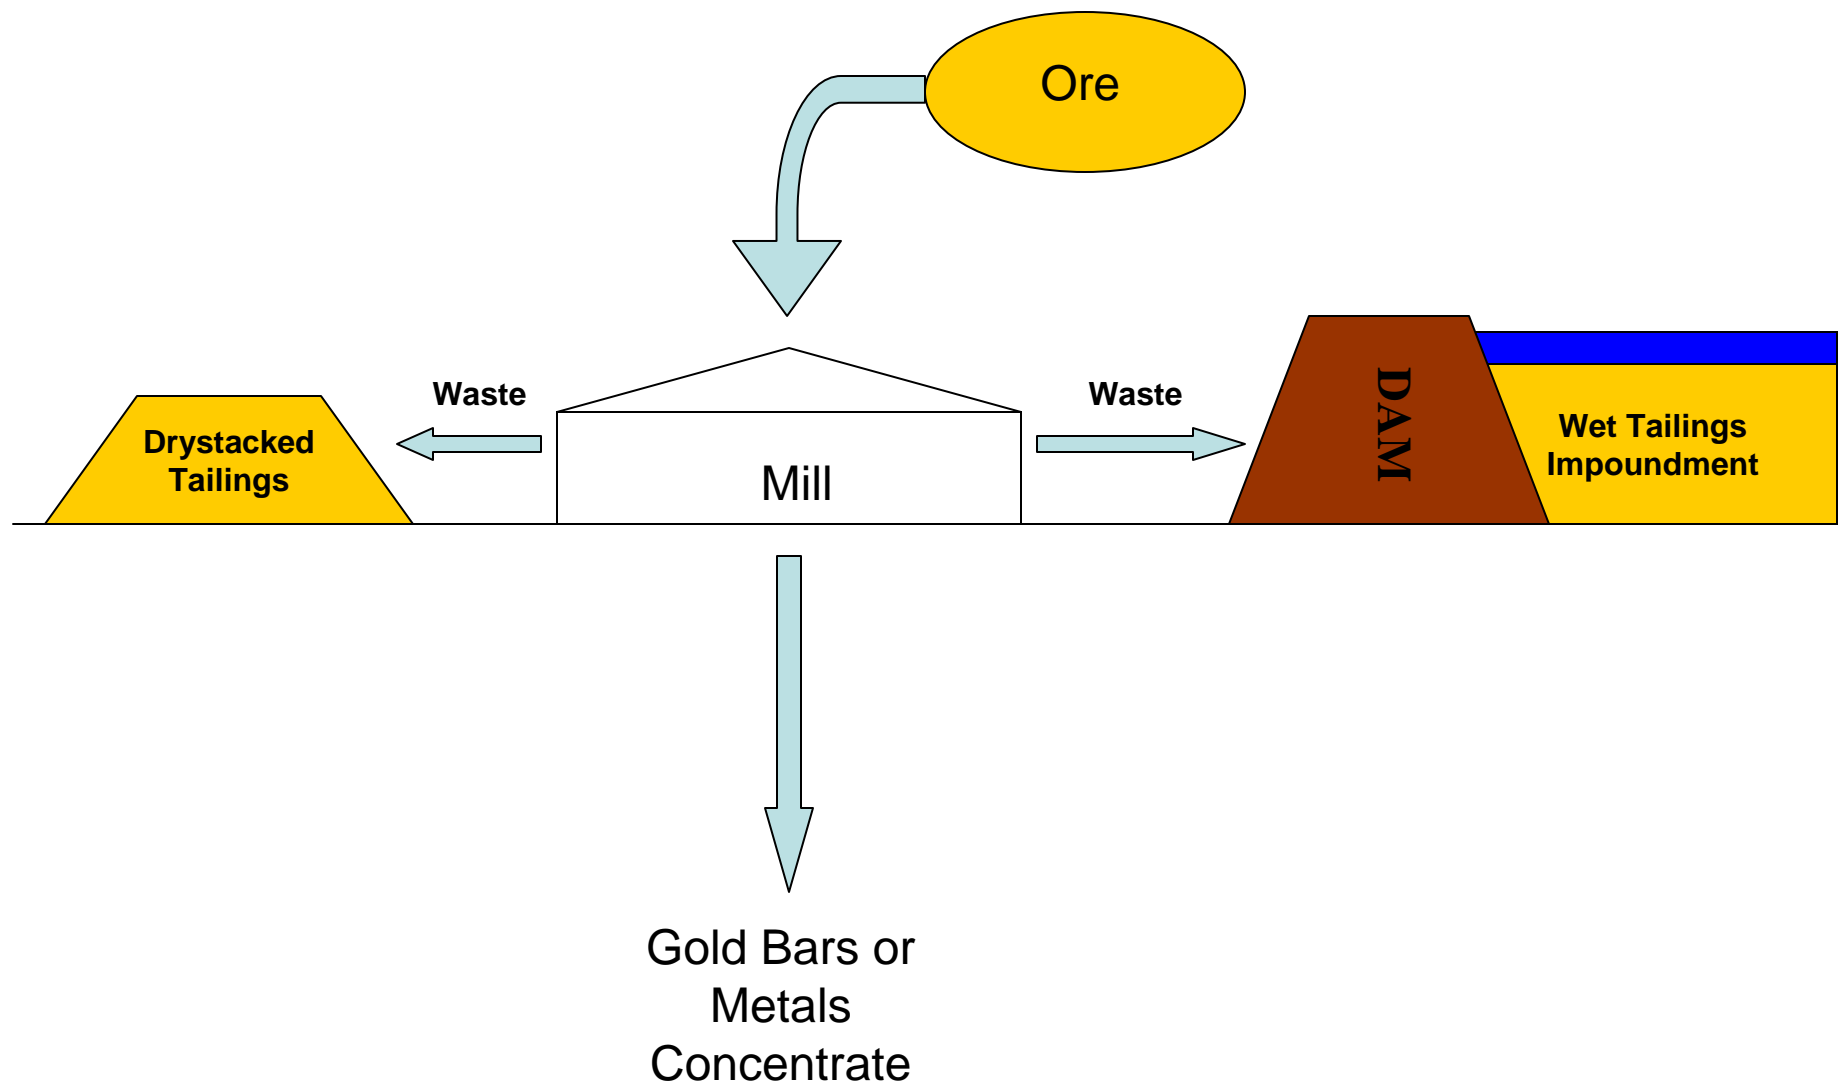 Ore
Waste
Waste
Drystacked
Tailings
Mill
DAM
Wet Tailings
Impoundment
Gold Bars or
Metals
Concentrate